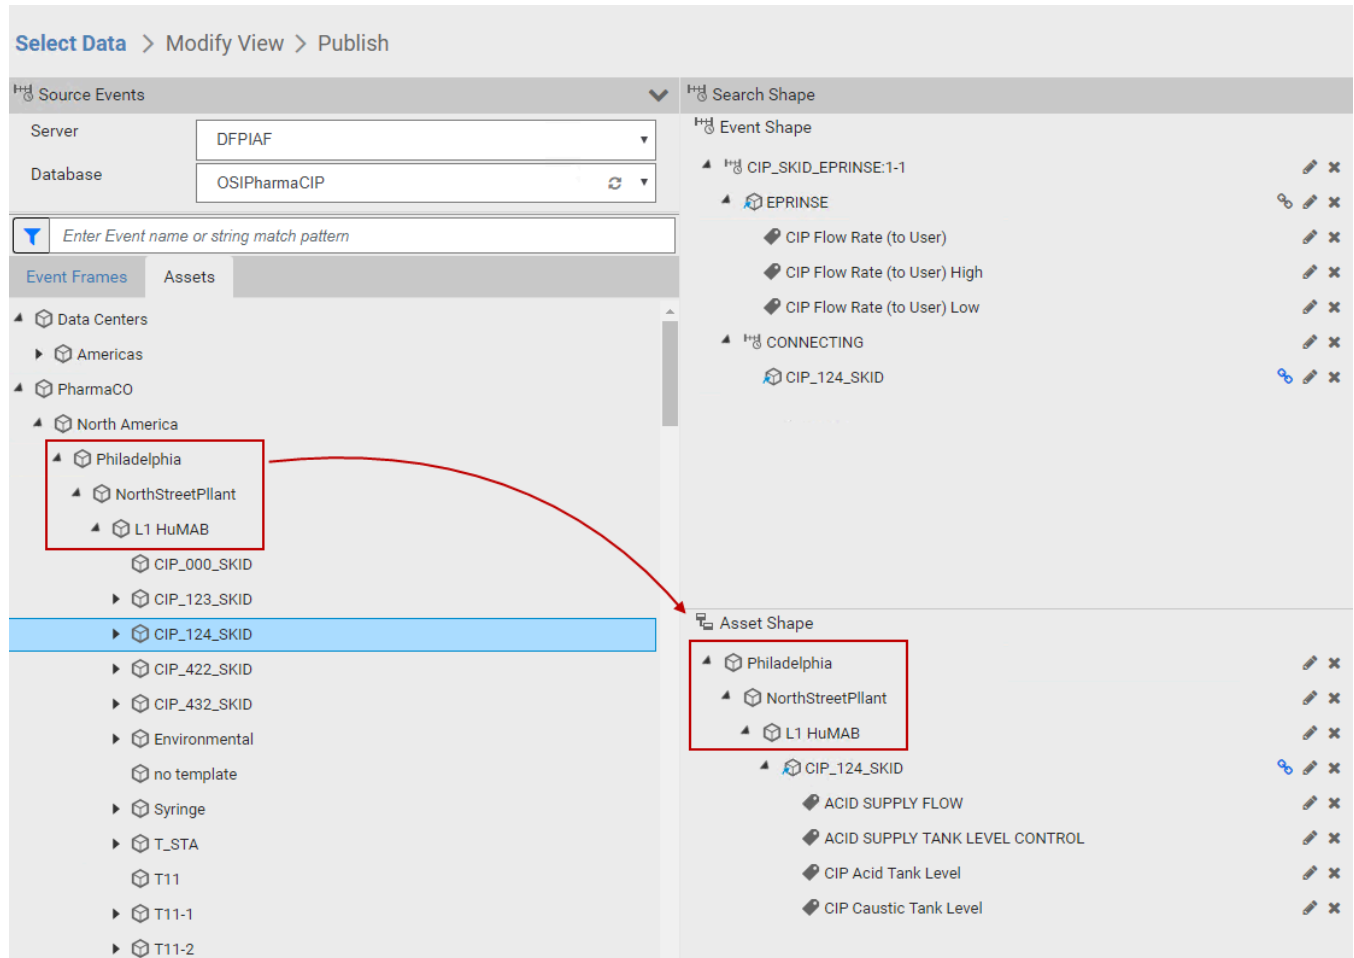 Select Data > Modify View > Publish
Source Events
Server
DFPIAF
Database
OSIPharmaCIP
Enter Event name or string match pattern
Event Frames
Assets
Data Centers
Americas
PharmaCO
North America
Philadelphia
NorthStreetPllant
L1 HuMAB
CIP_000_SKID
CIP_123_SKID
CIP_124_SKID
CIP_422_SKID
CIP_432_SKID
Environmental
no template
Syringe
T_STA
T11
T11-1
T11-2
Search Shape
Event Shape
CIP_SKID_EPRINSE:1-1
EPRINSE
CIP Flow Rate (to User)
CIP Flow Rate (to User) High
CIP Flow Rate (to User) Low
CONNECTING
CIP_124_SKID
Asset Shape
Philadelphia
NorthStreetPllant
L1 HuMAB
CIP_124_SKID
ACID SUPPLY FLOW
ACID SUPPLY TANK LEVEL CONTROL
CIP Acid Tank Level
CIP Caustic Tank Level